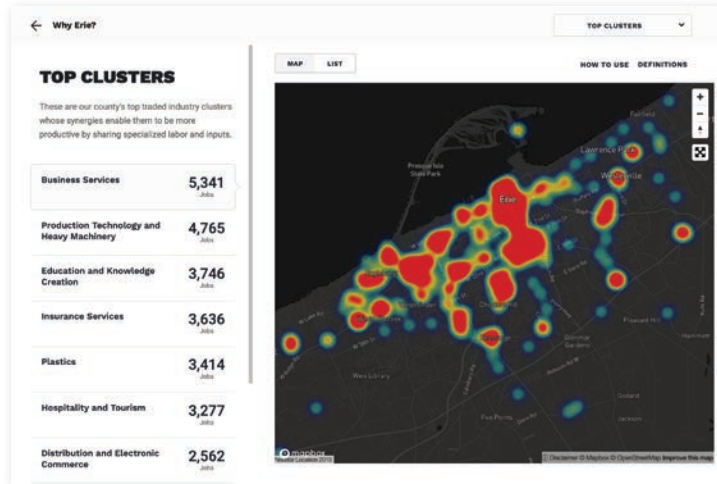 Why Erie?
TOP CLUSTERS
TOP CLUSTERS
These are our county's top traded industry clusters
whose synergies enable them to be more
productive by sharing specialized labor and inputs.
Business Services
5,341
Jobs
Production Technology and
Heavy Machinery
4,765
Jobs
Education and Knowledge
Creation
3,746
Jobs
Insurance Services
3,636
Jobs
Plastics
3,414
Jobs
Hospitality and Tourism
3,277
Jobs
Distribution and Electronic
Commerce
2,562
Jobs
MAP
LIST
HOW TO USE
DEFINITIONS
Fairfield
Lawrence Park
Presque Isle
State Park
Wesleyville
Erie
Pleasant Hill
Gardens
Five Points
Jackson
mapbox
Disclaimer © Mapbox © OpenStreetMap Improve this map